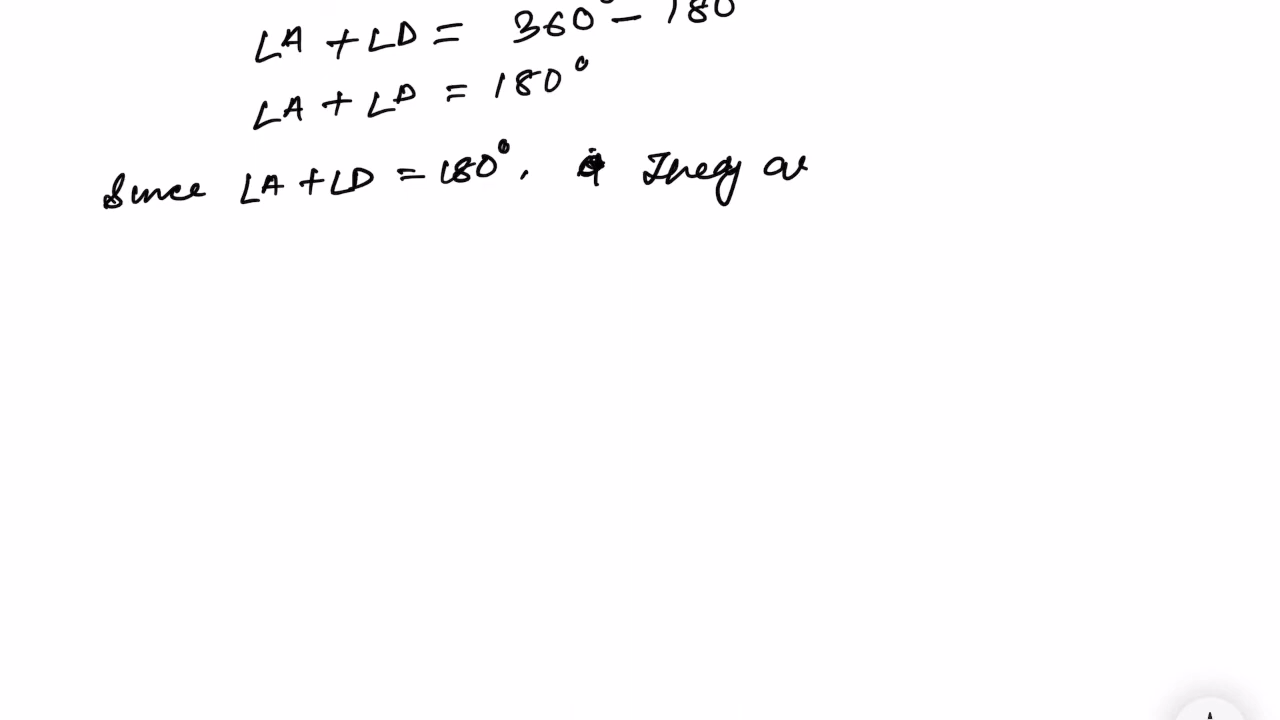 ∠A + ∠D = 360° - 180
∠A + ∠D = 180°
Since ∠A + ∠D = 180°, They